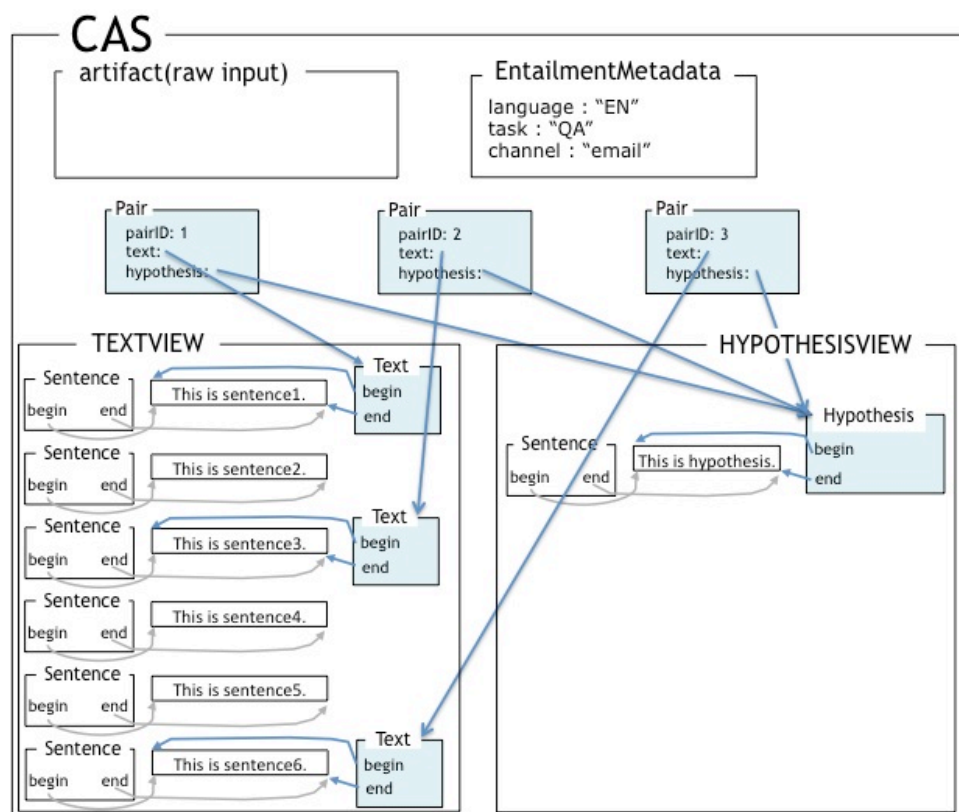 CAS
artifact(raw input)
EntailmentMetadata
language : “EN”
task : “QA”
channel : “email”
Pair
pairID: 1
text:
hypothesis:
Pair
pairID: 2
text:
hypothesis:
Pair
pairID: 3
text:
hypothesis:
TEXTVIEW
Sentence
begin end
This is sentence1.
Text
begin
end
Sentence
begin end
This is sentence2.
Sentence
begin end
This is sentence3.
Text
begin
end
Sentence
begin end
This is sentence4.
Sentence
begin end
This is sentence5.
Sentence
begin end
This is sentence6.
Text
begin
end
HYPOTHESISVIEW
Sentence
begin end
This is hypothesis.
Hypothesis
begin
end